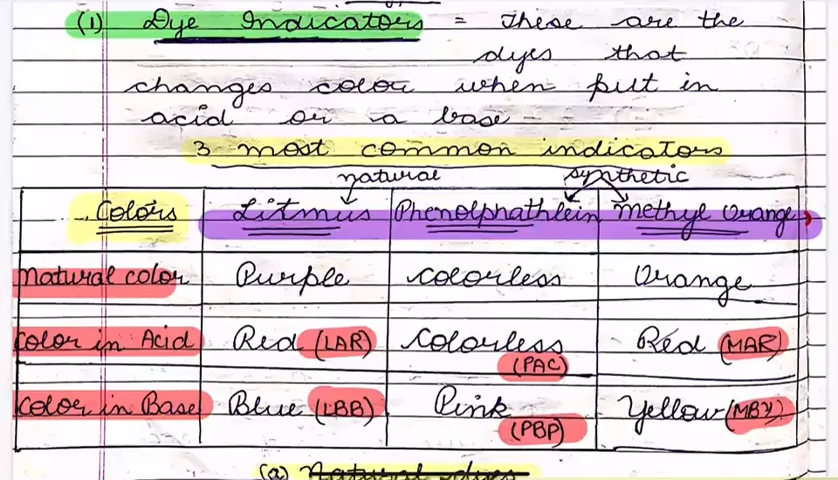 (1) Dye Indicators = These are the
dyes that
changes color when put in
acid or a base
3 most common indicators
natural synthetic
Colors Litmus Phenolphathlein Methyl Orange
Natural color Purple Colorless Orange
Color in Acid Red (LAR) Colorless (PAC) Red (MAR)
Color in Base Blue (LBB) Pink (PBP) Yellow (MBY)
(a) Natural dyes